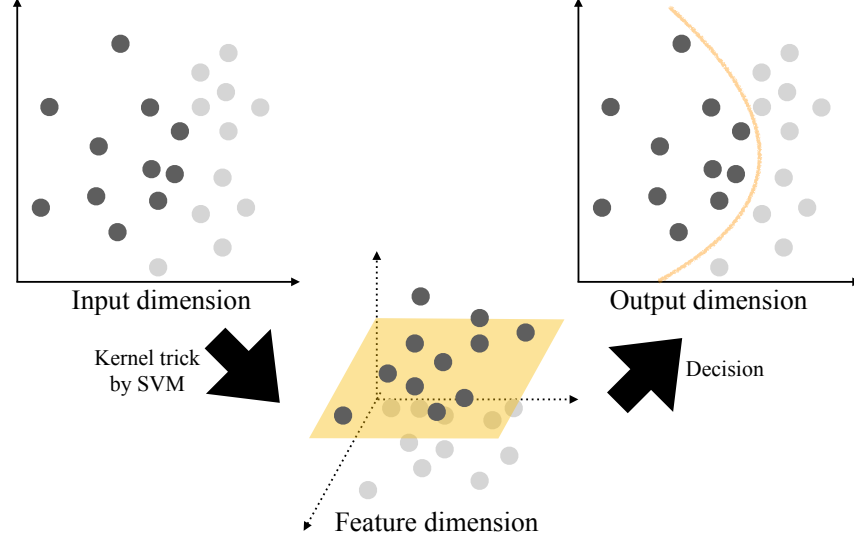 Input dimension
Output dimension
Kernel trick
by SVM
Decision
Feature dimension